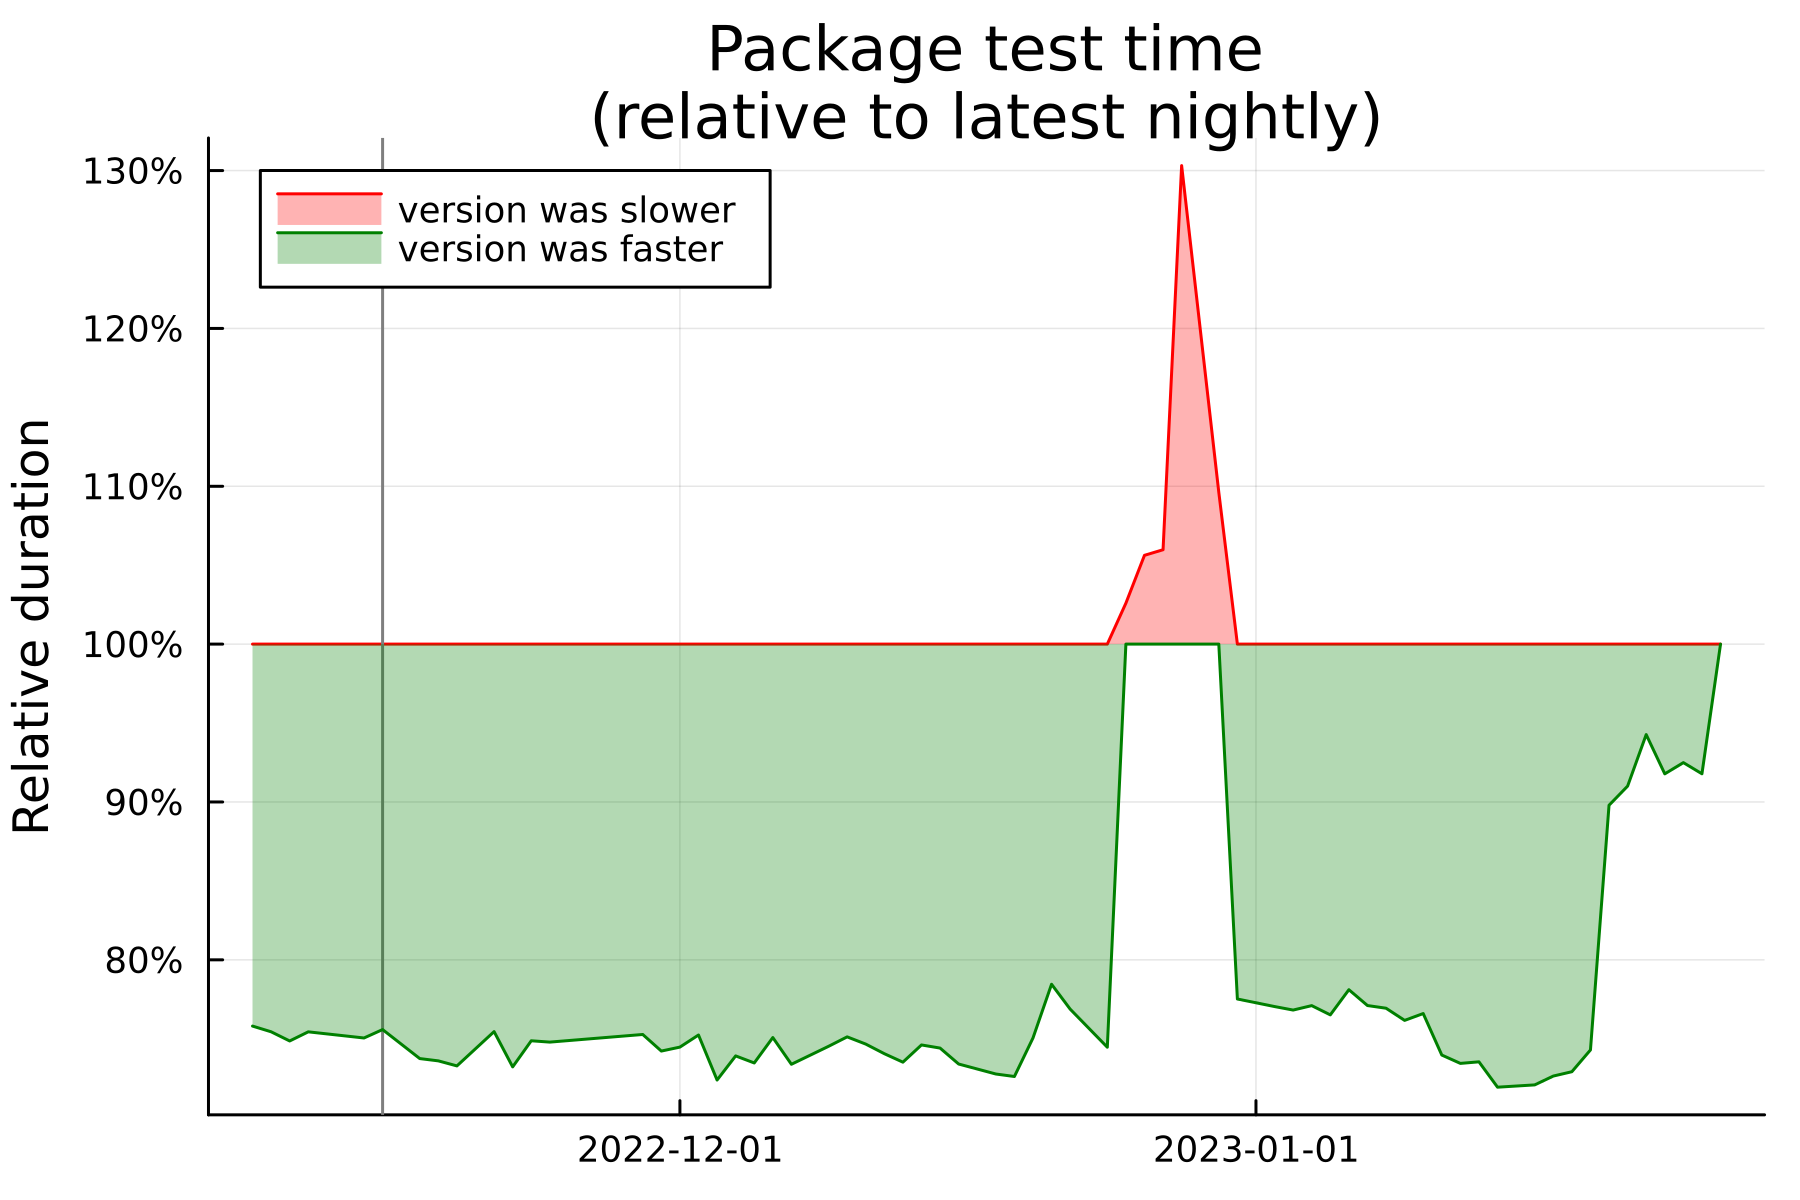 Package test time
(relative to latest nightly)
version was slower
version was faster
130%
120%
110%
100%
90%
80%
Relative duration
2022-12-01
2023-01-01